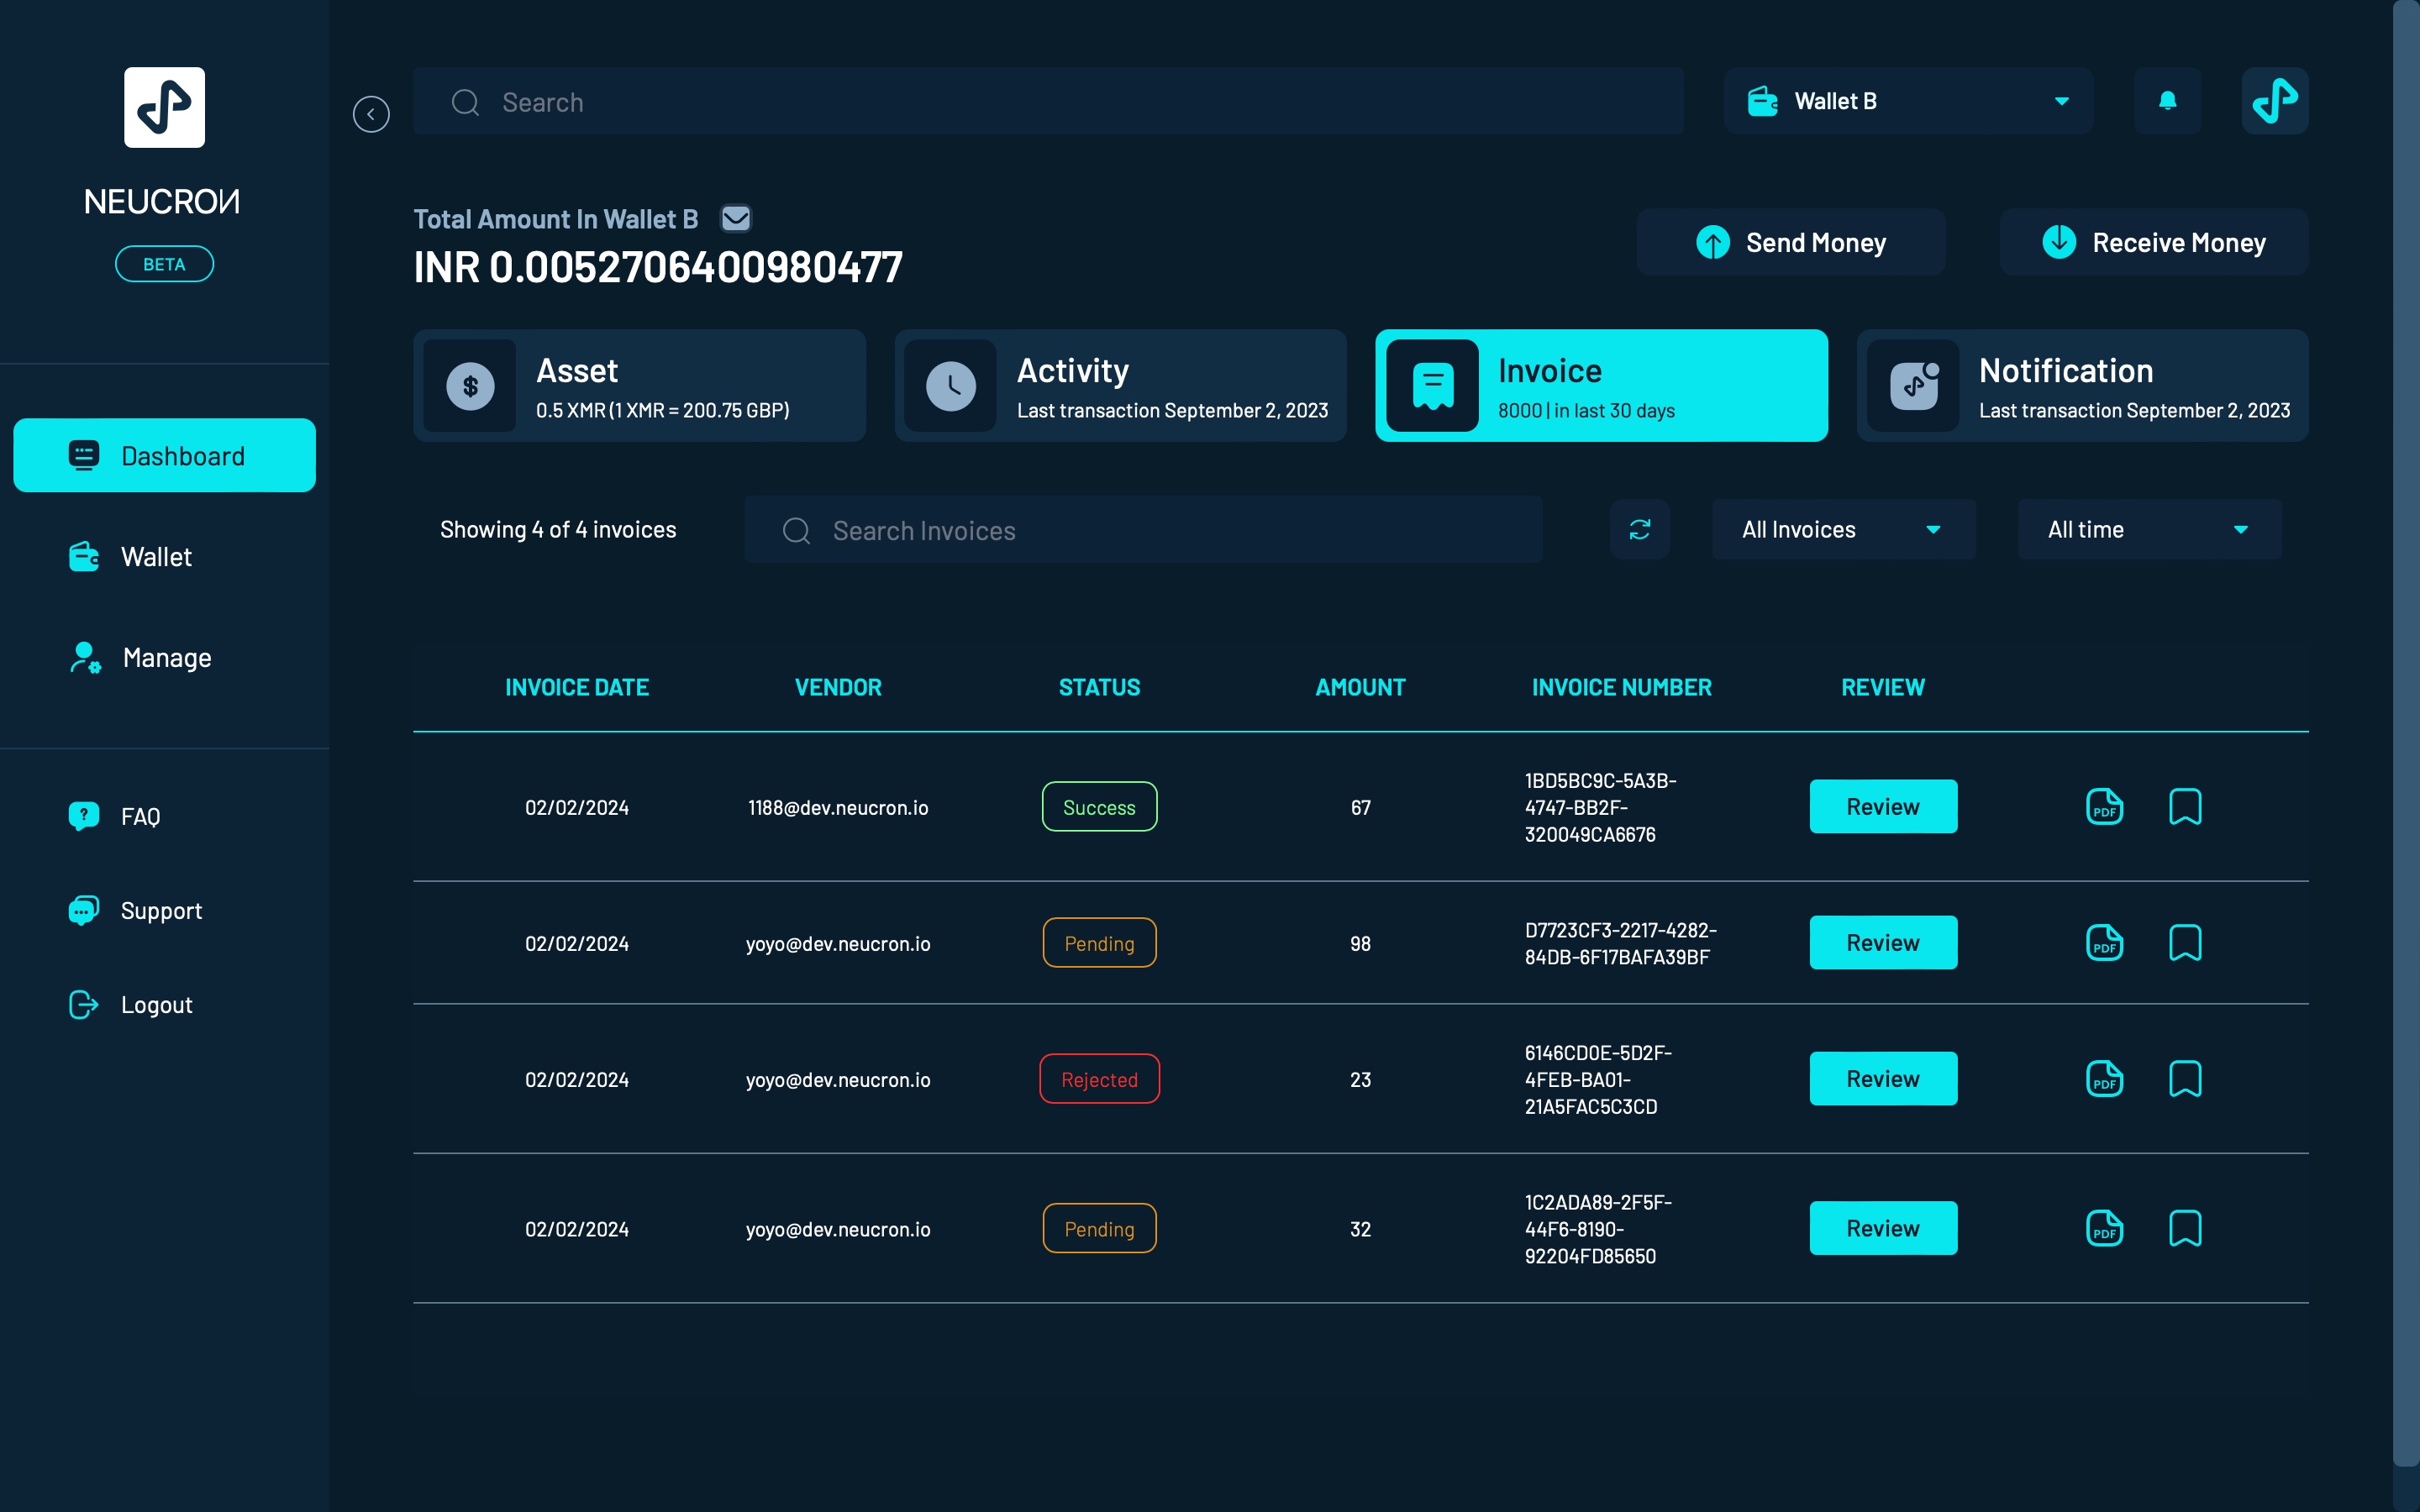 NEUCROИ
BETA
Dashboard
Wallet
Manage
FAQ
Support
Logout
Search
Wallet B
Total Amount In Wallet B
INR 0.0052706400980477
Send Money
Receive Money
$
Asset
0.5 XMR (1 XMR = 200.75 GBP)
Activity
Last transaction September 2, 2023
Invoice
8000 | in last 30 days
Notification
Last transaction September 2, 2023
Showing 4 of 4 invoices
Search Invoices
All Invoices
All time
INVOICE DATE VENDOR STATUS AMOUNT INVOICE NUMBER REVIEW
02/02/2024 1188@dev.neucron.io Success 67
1BD5BC9C-5A3B-
4747-BB2F-
320049CA6676
Review PDF
02/02/2024 yoyo@dev.neucron.io Pending 98
D7723CF3-2217-4282-
84DB-6F17BAFA39BF
Review PDF
02/02/2024 yoyo@dev.neucron.io Rejected 23
6146CD0E-5D2F-
4FEB-BA01-
21A5FAC5C3CD
Review PDF
02/02/2024 yoyo@dev.neucron.io Pending 32
1C2ADA89-2F5F-
44F6-8190-
92204FD85650
Review PDF